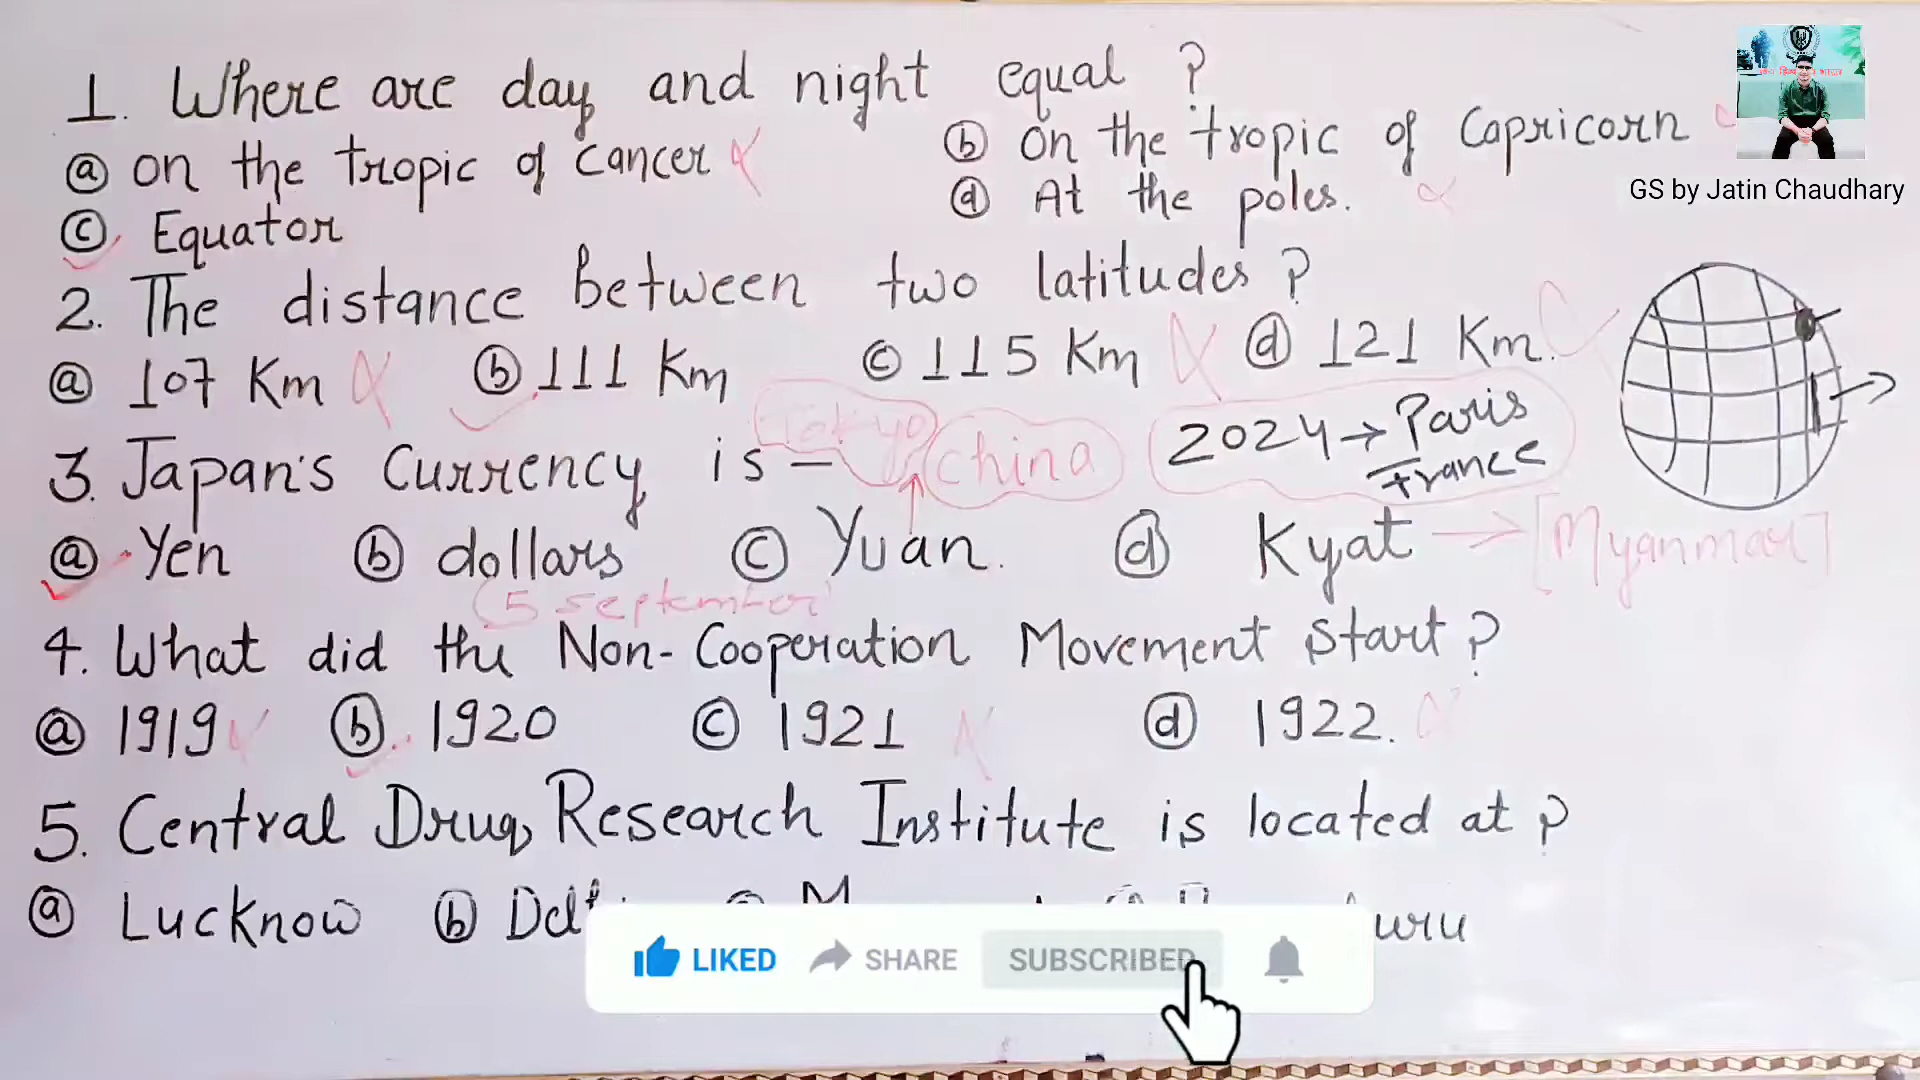 1. Where are day and night equal ?
ⓐ on the tropic of cancer ⓑ on the tropic of Capricorn
ⓒ Equator ⓓ At the poles.
GS by Jatin Chaudhary
2. The distance between two latitudes ?
ⓐ 107 Km ⓑ 111 Km ⓒ 115 Km ⓓ 121 Km.
Tokyo china 2024→ Paris
France
3. Japan's Currency is –
ⓐ Yen ⓑ dollars ⓒ Yuan. ⓓ Kyat → [Myanmar]
(5 september)
4. What did the Non-Cooperation Movement Start ?
ⓐ 1919 ⓑ 1920 ⓒ 1921 ⓓ 1922.
5. Central Drug Research Institute is located at ?
ⓐ Lucknow ⓑ
LIKED SHARE SUBSCRIBED